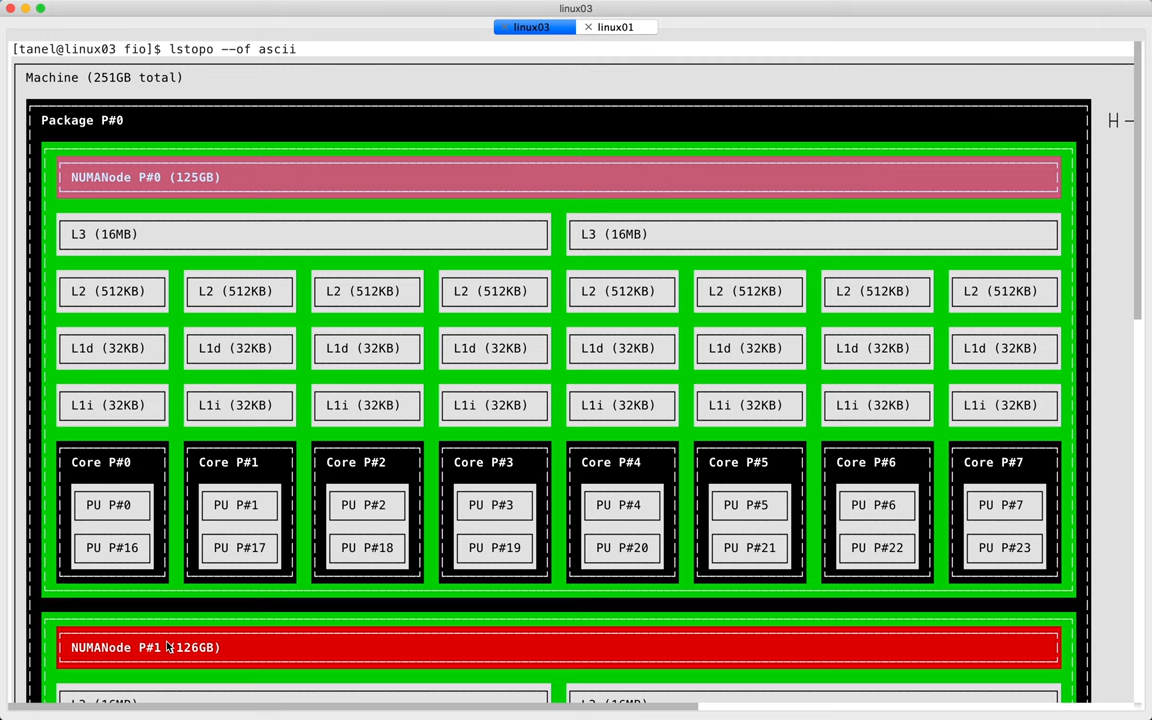 linux03
linux03 ✕ linux01
[tanel@linux03 fio]$ lstopo --of ascii
Machine (251GB total)
Package P#0
NUMANode P#0 (125GB)
L3 (16MB) L3 (16MB)
L2 (512KB) L2 (512KB) L2 (512KB) L2 (512KB) L2 (512KB) L2 (512KB) L2 (512KB) L2 (512KB)
L1d (32KB) L1d (32KB) L1d (32KB) L1d (32KB) L1d (32KB) L1d (32KB) L1d (32KB) L1d (32KB)
L1i (32KB) L1i (32KB) L1i (32KB) L1i (32KB) L1i (32KB) L1i (32KB) L1i (32KB) L1i (32KB)
Core P#0 Core P#1 Core P#2 Core P#3 Core P#4 Core P#5 Core P#6 Core P#7
PU P#0 PU P#1 PU P#2 PU P#3 PU P#4 PU P#5 PU P#6 PU P#7
PU P#16 PU P#17 PU P#18 PU P#19 PU P#20 PU P#21 PU P#22 PU P#23
NUMANode P#1 (126GB)